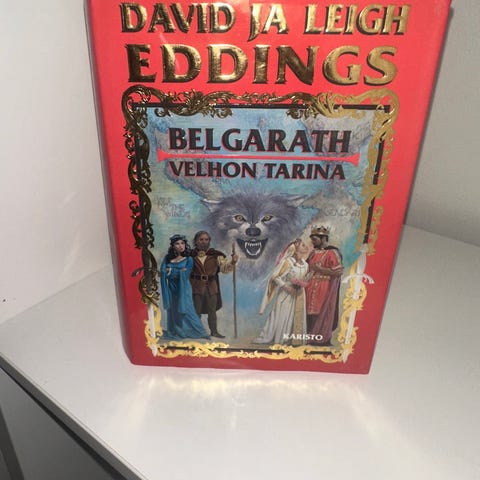 DAVID JA LEIGH
EDDINGS
BELGARATH
VELHON TARINA
KARISTO